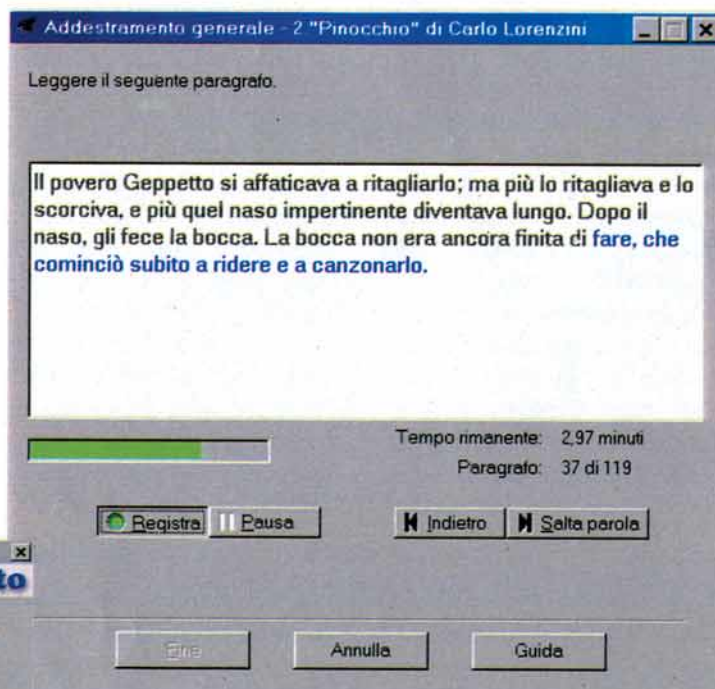 Addestramento generale - 2 "Pinocchio" di Carlo Lorenzini
Leggere il seguente paragrafo.
Il povero Geppetto si affaticava a ritagliarlo; ma più lo ritagliava e lo
scorciva, e più quel naso impertinente diventava lungo. Dopo il
naso, gli fece la bocca. La bocca non era ancora finita di fare, che
cominciò subito a ridere e a canzonarlo.
Tempo rimanente: 2,97 minuti
Paragrafo: 37 di 119
Registra Pausa Indietro Salta parola
to
Fine Annulla Guida